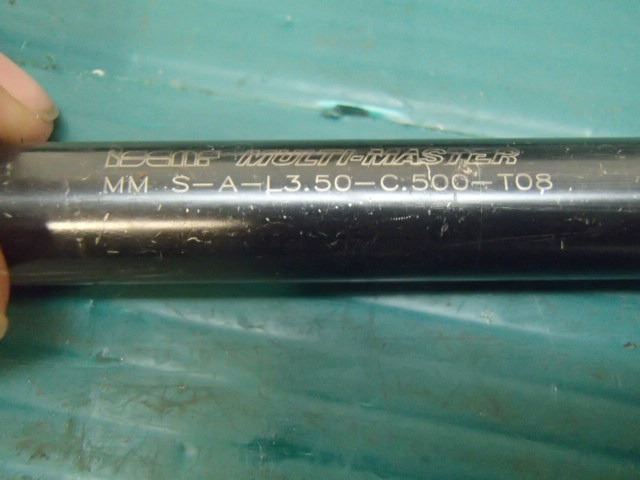 ISCAR MULTI-MASTER
MM S-A-L3.50-C.500-T08